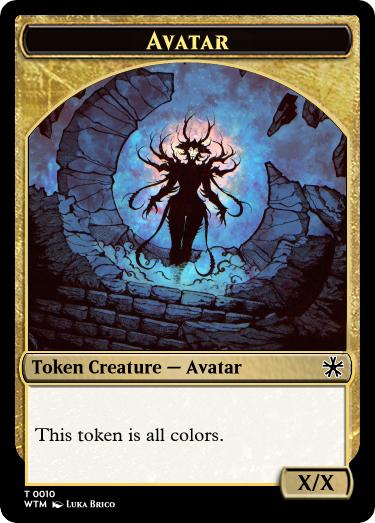 Avatar
Token Creature — Avatar
This token is all colors.
X/X
T 0010
WTM Luka Brico